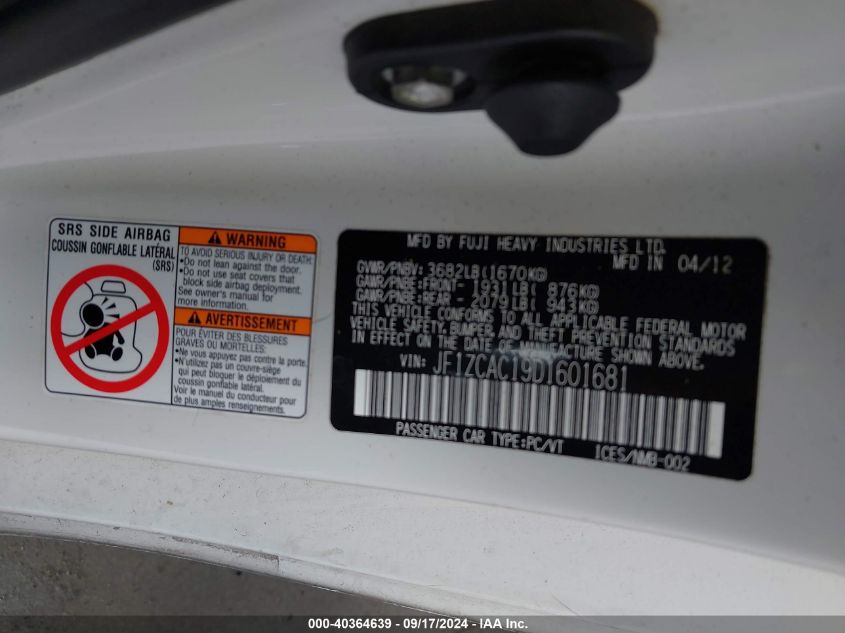 SRS SIDE AIRBAG
COUSSIN GONFLABLE LATÉRAL
(SRS)
WARNING
TO AVOID SERIOUS INJURY OR DEATH:
•Do not lean against the door.
•Do not use seat covers that
block side airbag deployment.
See owner's manual for
more information.
AVERTISSEMENT
POUR ÉVITER DES BLESSURES
GRAVES OU MORTELLES:
•Ne vous appuyez pas contre la porte.
•N'utilisez pas un couvre-siège
qui peut bloquer le déploiement du
coussin gonflable latéral.
Voir le manuel du conducteur pour
de plus amples renseignements.
MFD BY FUJI HEAVY INDUSTRIES LTD.
MFD IN 04/12
GVWR/PNBV: 3682LB(1670KG)
GAWR/PNBE:FRONT- 1931LB( 876KG)
GAWR/PNBE:REAR - 2079LB( 943KG)
THIS VEHICLE CONFORMS TO ALL APPLICABLE FEDERAL MOTOR
VEHICLE SAFETY,BUMPER AND THEFT PREVENTION STANDARDS
IN EFFECT ON THE DATE OF MANUFACTURE SHOWN ABOVE.
VIN: JF1ZCAC19D1601681
PASSENGER CAR TYPE:PC/VT
ICES/NMB-002
000-40364639 - 09/17/2024 - IAAI.COM